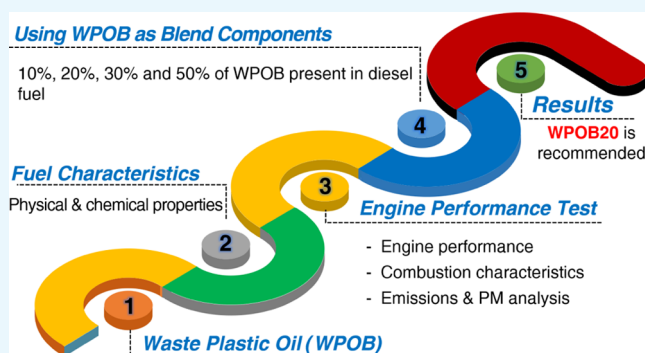 Using WPOB as Blend Components
10%, 20%, 30% and 50% of WPOB present in diesel
fuel
5
Results
WPOB20 is
recommended
4
Fuel Characteristics
Physical & chemical properties
3
Engine Performance Test
- Engine performance
- Combustion characteristics
- Emissions & PM analysis
2
1
Waste Plastic Oil (WPOB)